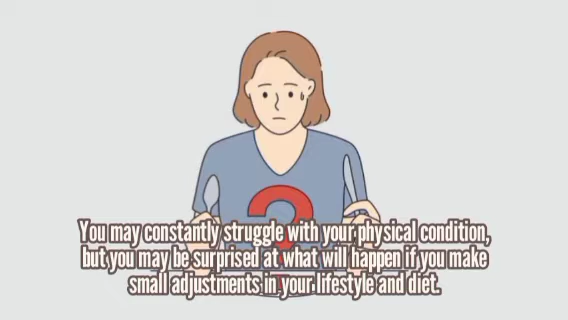 You may constantly struggle with your physical condition,
but you may be surprised at what will happen if you make
small adjustments in your lifestyle and diet.